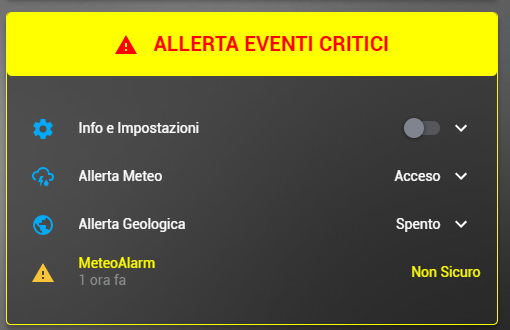 ALLERTA EVENTI CRITICI
Info e Impostazioni
Allerta Meteo Acceso
Allerta Geologica Spento
MeteoAlarm Non Sicuro
1 ora fa